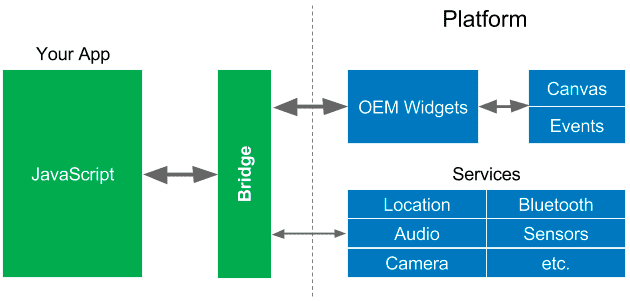 Platform
Your App
JavaScript
Bridge
OEM Widgets
Canvas
Events
Services
Location
Bluetooth
Audio
Sensors
Camera
etc.